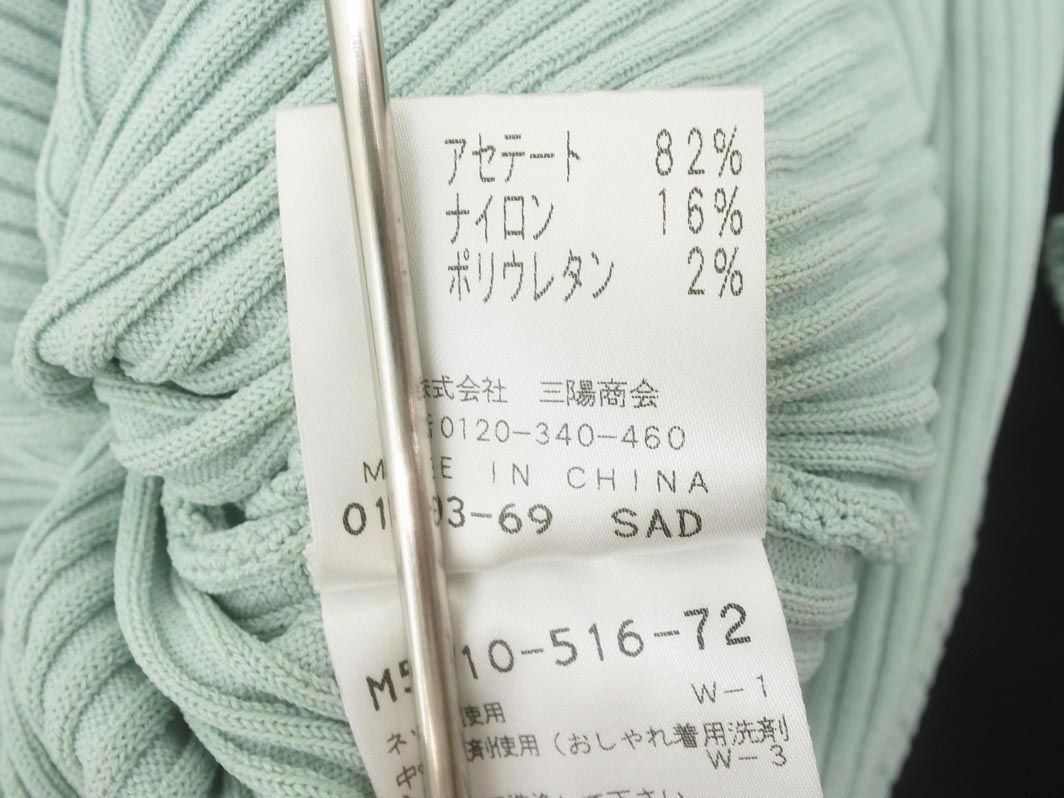 アセテート 82%
ナイロン 16%
ポリウレタン 2%
式会社 三陽商会
0120-340-460
IN CHINA
03-69 SAD
10-516-72
W-1
使用
剤使用(おしゃれ着用洗剤
W-3